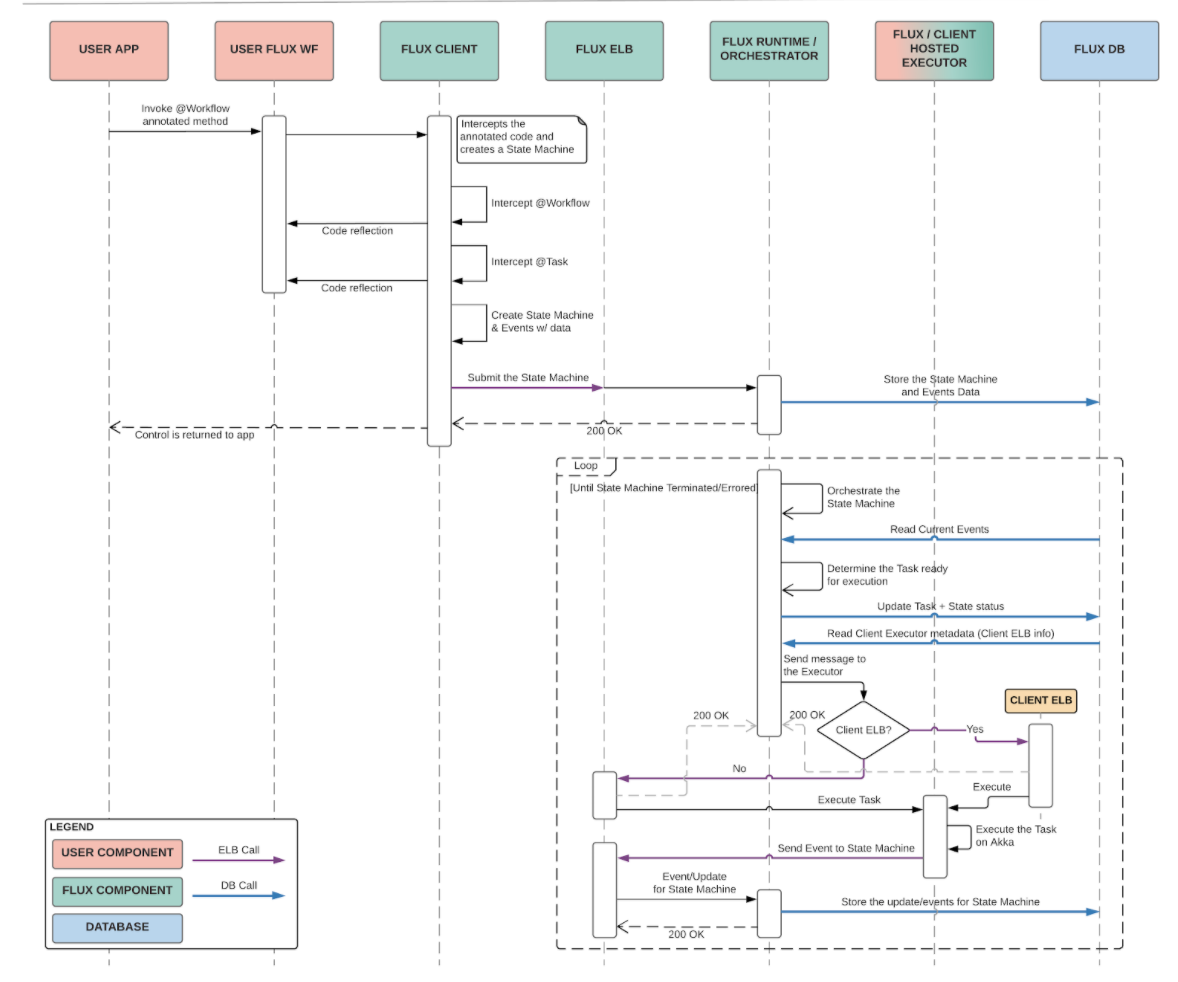 USER APP
USER FLUX WF
FLUX CLIENT
FLUX ELB
FLUX RUNTIME /
ORCHESTRATOR
FLUX / CLIENT
HOSTED
EXECUTOR
FLUX DB
Invoke @Workflow
annotated method
Intercepts the
annotated code and
creates a State Machine
Intercept @Workflow
Code reflection
Intercept @Task
Code reflection
Create State Machine
& Events w/ data
Submit the State Machine
Store the State Machine
and Events Data
200 OK
Control is returned to app
Loop
[Until State Machine Terminated/Errored]
Orchestrate the
State Machine
Read Current Events
Determine the Task ready
for execution
Update Task + State status
Read Client Executor metadata (Client ELB info)
Send message to
the Executor
CLIENT ELB
200 OK
200 OK
Client ELB?
Yes
No
Execute
Execute Task
Execute the Task
on Akka
Send Event to State Machine
Event/Update
for State Machine
Store the update/events for State Machine
200 OK
LEGEND
USER COMPONENT
ELB Call
FLUX COMPONENT
DB Call
DATABASE